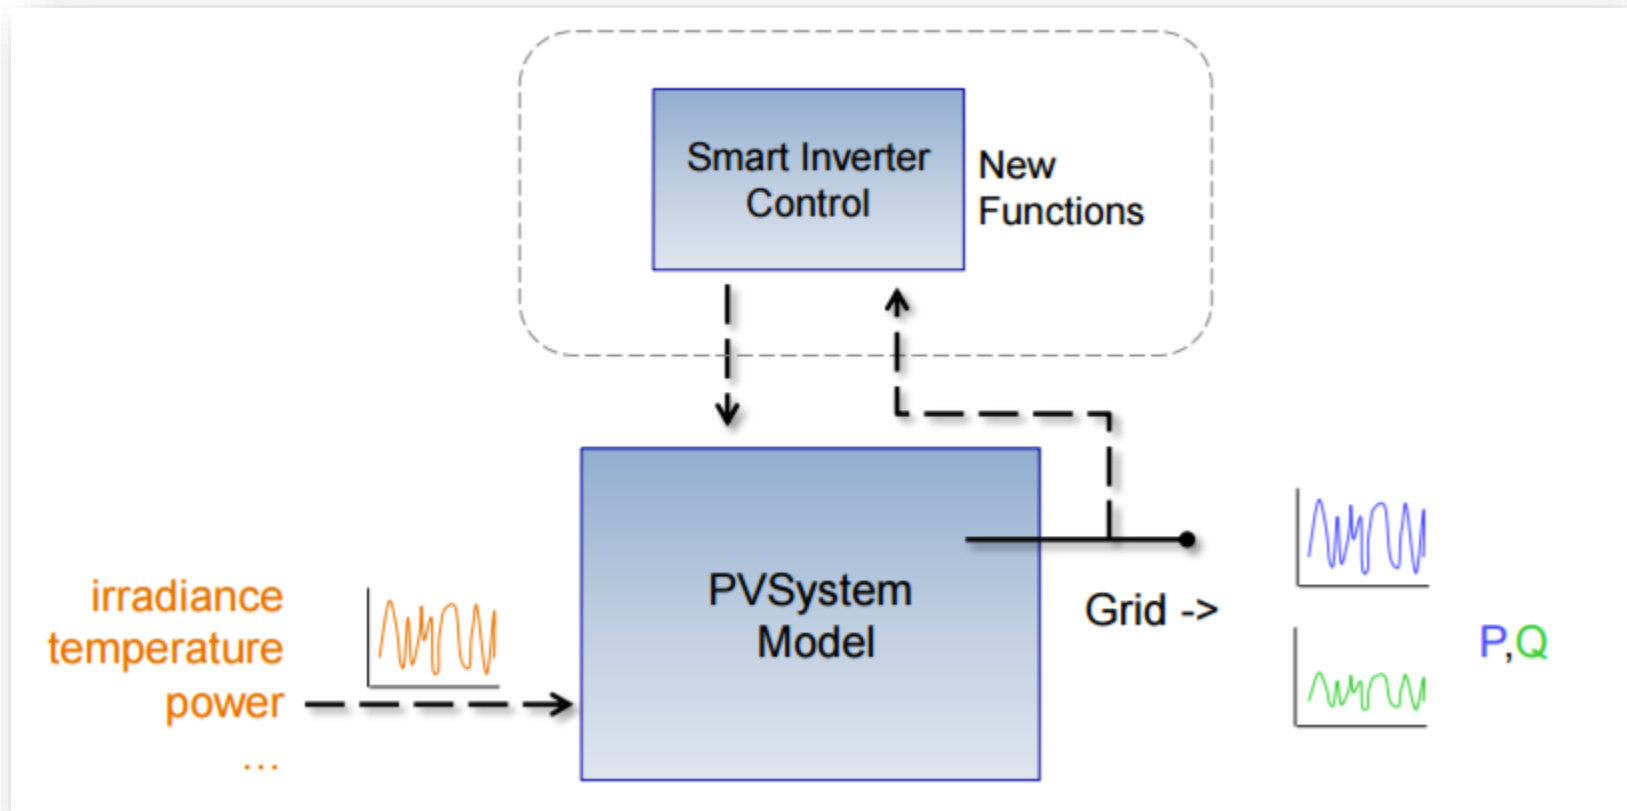 Smart Inverter
Control
New
Functions
PVSystem
Model
irradiance
temperature
power
...
Grid ->
P,Q